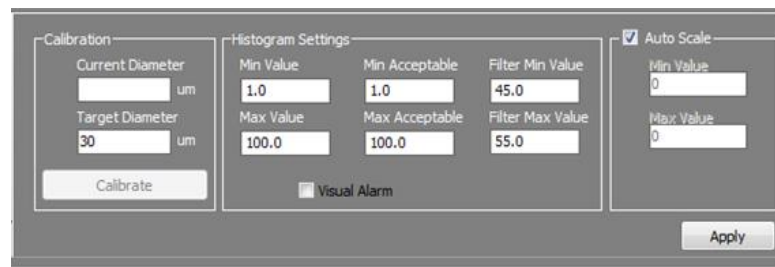 Calibration
Current Diameter
um
Target Diameter
30 um
Calibrate
Histogram Settings
Min Value Min Acceptable Filter Min Value
1.0 1.0 45.0
Max Value Max Acceptable Filter Max Value
100.0 100.0 55.0
Visual Alarm
Auto Scale
Min Value
0
Max Value
0
Apply